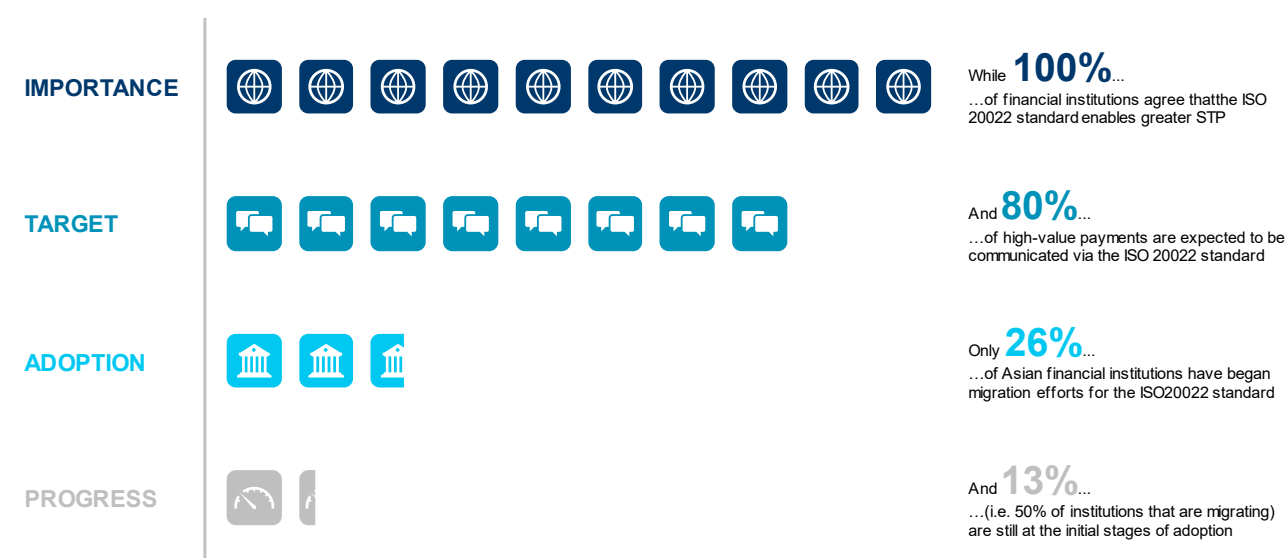 IMPORTANCE
While 100%...
…of financial institutions agree thatthe ISO
20022 standard enables greater STP
TARGET
And 80%...
…of high-value payments are expected to be
communicated via the ISO 20022 standard
ADOPTION
Only 26%...
…of Asian financial institutions have began
migration efforts for the ISO20022 standard
PROGRESS
And 13%...
…(i.e. 50% of institutions that are migrating)
are still at the initial stages of adoption